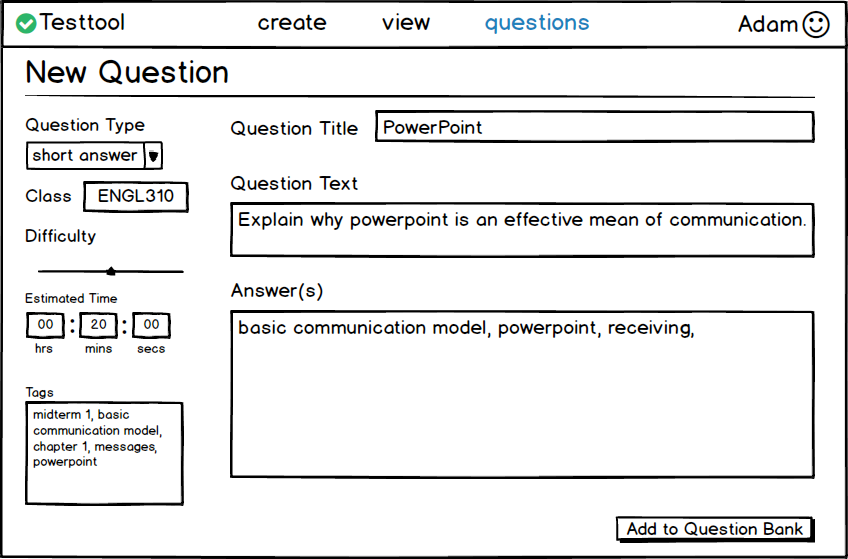 Testtool create view questions Adam
New Question
Question Type
short answer
Class ENGL310
Difficulty
Estimated Time
00 : 20 : 00
hrs mins secs
Tags
midterm 1, basic
communication model,
chapter 1, messages,
powerpoint
Question Title PowerPoint
Question Text
Explain why powerpoint is an effective mean of communication.
Answer(s)
basic communication model, powerpoint, receiving,
Add to Question Bank